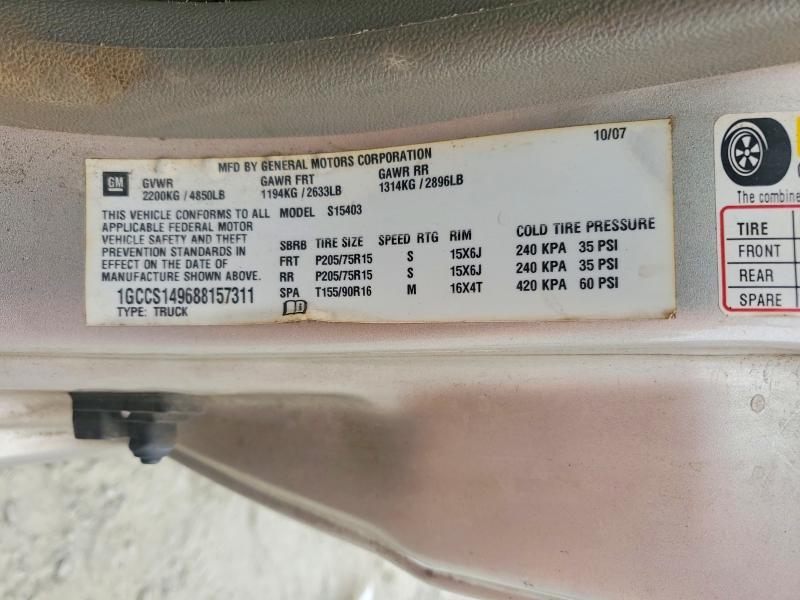 10/07
MFD BY GENERAL MOTORS CORPORATION
GM
GVWR GAWR FRT GAWR RR
2200KG / 4850LB 1194KG / 2633LB 1314KG / 2896LB
THIS VEHICLE CONFORMS TO ALL
APPLICABLE FEDERAL MOTOR
VEHICLE SAFETY AND THEFT
PREVENTION STANDARDS IN
EFFECT ON THE DATE OF
MANUFACTURE SHOWN ABOVE.
1GCCS149688157311
TYPE: TRUCK
MODEL S15403
SBRB TIRE SIZE SPEED RTG RIM COLD TIRE PRESSURE
FRT P205/75R15 S 15X6J 240 KPA 35 PSI
RR P205/75R15 S 15X6J 240 KPA 35 PSI
SPA T155/90R16 M 16X4T 420 KPA 60 PSI
The combine
TIRE
FRONT
REAR
SPARE